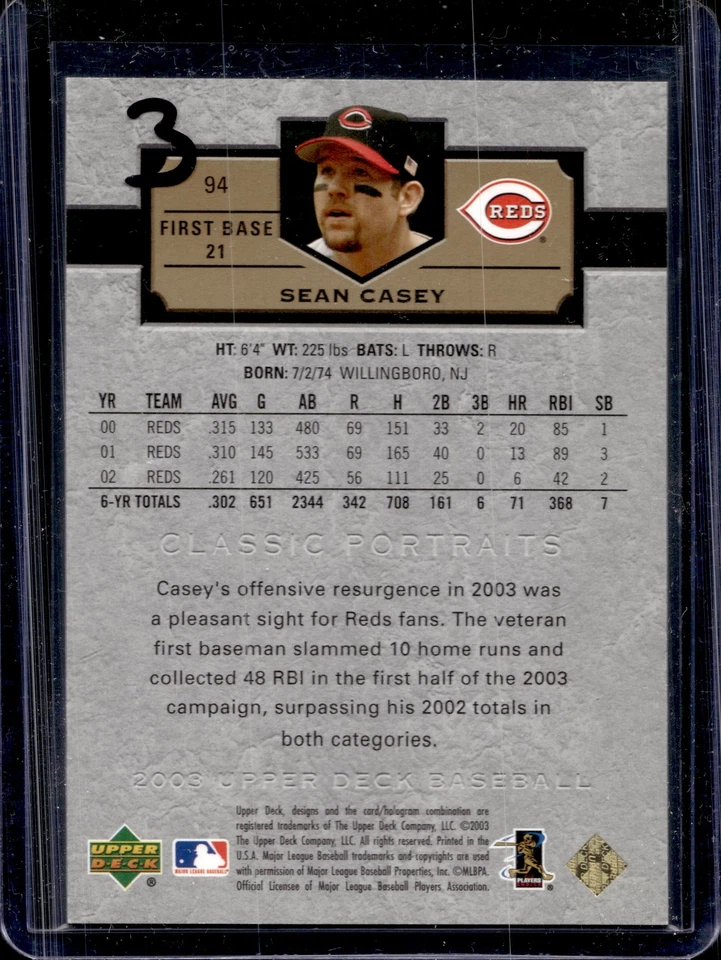 3
94
FIRST BASE
21
REDS
SEAN CASEY
HT: 6'4" WT: 225 lbs BATS: L THROWS: R
BORN: 7/2/74 WILLINGBORO, NJ
YR TEAM AVG G AB R H 2B 3B HR RBI SB
00 REDS .315 133 480 69 151 33 2 20 85 1
01 REDS .310 145 533 69 165 40 0 13 89 3
02 REDS .261 120 425 56 111 25 0 6 42 2
6-YR TOTALS .302 651 2344 342 708 161 6 71 368 7
CLASSIC PORTRAITS
Casey's offensive resurgence in 2003 was
a pleasant sight for Reds fans. The veteran
first baseman slammed 10 home runs and
collected 48 RBI in the first half of the 2003
campaign, surpassing his 2002 totals in
both categories.
2003 UPPER DECK BASEBALL
Upper Deck, designs and the card/hologram combination are
registered trademarks of The Upper Deck Company, LLC. ©2003
The Upper Deck Company, LLC. All rights reserved. Printed in the
U.S.A. Major League Baseball trademarks and copyrights are used
with permission of Major League Baseball Properties, Inc. ©MLBPA
Official Licensee of Major League Baseball Players Association.
UPPER
DECK
®
MAJOR LEAGUE BASEBALL
PLAYERS
CHOICE
®